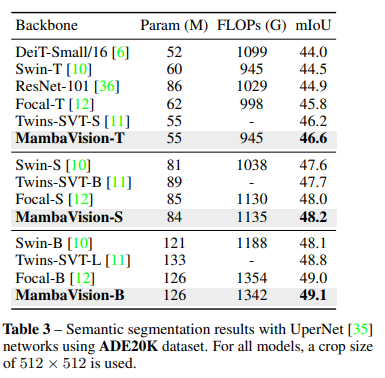 Backbone Param (M) FLOPs (G) mIoU
DeiT-Small/16 [6] 52 1099 44.0
Swin-T [10] 60 945 44.5
ResNet-101 [36] 86 1029 44.9
Focal-T [12] 62 998 45.8
Twins-SVT-S [11] 55 - 46.2
MambaVision-T 55 945 46.6
Swin-S [10] 81 1038 47.6
Twins-SVT-B [11] 89 - 47.7
Focal-S [12] 85 1130 48.0
MambaVision-S 84 1135 48.2
Swin-B [10] 121 1188 48.1
Twins-SVT-L [11] 133 - 48.8
Focal-B [12] 126 1354 49.0
MambaVision-B 126 1342 49.1
Table 3 – Semantic segmentation results with UperNet [35]
networks using ADE20K dataset. For all models, a crop size
of 512 × 512 is used.